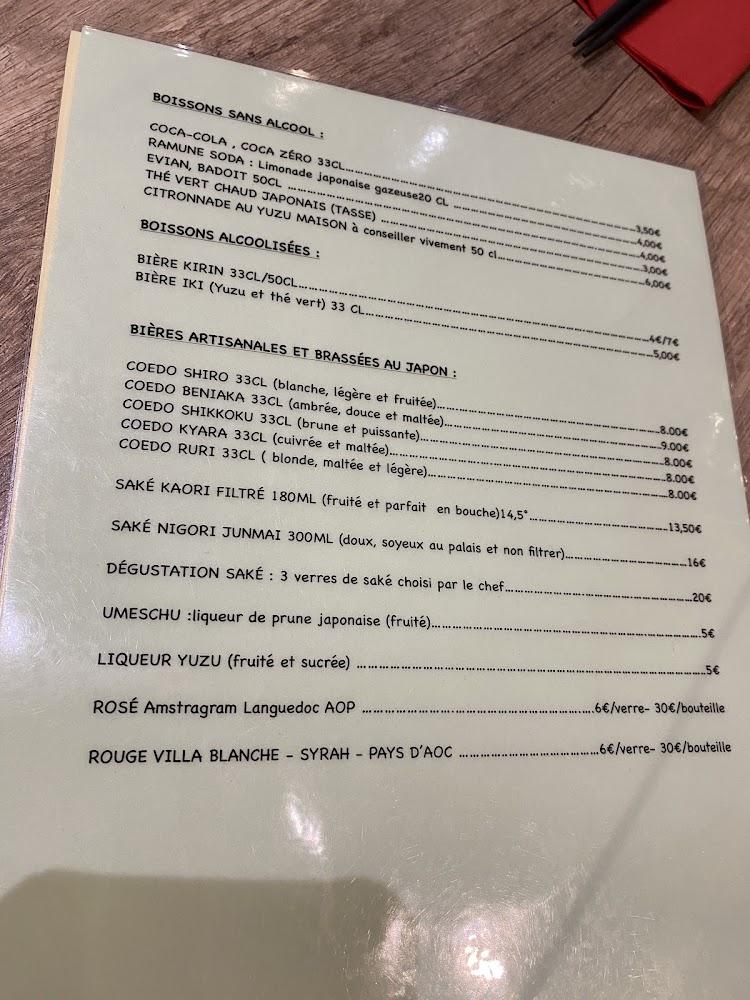 BOISSONS SANS ALCOOL :
COCA-COLA , COCA ZÉRO 33CL.................3,50€
RAMUNE SODA : Limonade japonaise gazeuse20 CL .................4,00€
EVIAN, BADOIT 50CL .................4,00€
THÉ VERT CHAUD JAPONAIS (TASSE) .................3,00€
CITRONNADE AU YUZU MAISON à conseiller vivement 50 cl.................6,00€
BOISSONS ALCOOLISÉES :
BIÈRE KIRIN 33CL/50CL.................4€/7€
BIÈRE IKI (Yuzu et thé vert) 33 CL.................5,00€
BIÈRES ARTISANALES ET BRASSÉES AU JAPON :
COEDO SHIRO 33CL (blanche, légère et fruitée).................8.00€
COEDO BENIAKA 33CL (ambrée, douce et maltée).................9.00€
COEDO SHIKKOKU 33CL (brune et puissante).................8.00€
COEDO KYARA 33CL (cuivrée et maltée).................8.00€
COEDO RURI 33CL ( blonde, maltée et légère).................8.00€
SAKÉ KAORI FILTRÉ 180ML (fruité et parfait en bouche)14,5°.................13,50€
SAKÉ NIGORI JUNMAI 300ML (doux, soyeux au palais et non filtrer).................16€
DÉGUSTATION SAKÉ : 3 verres de saké choisi par le chef.................20€
UMESCHU :liqueur de prune japonaise (fruité).................5€
LIQUEUR YUZU (fruité et sucrée) .................5€
ROSÉ Amstragram Languedoc AOP .................6€/verre- 30€/bouteille
ROUGE VILLA BLANCHE – SYRAH – PAYS D'AOC .................6€/verre- 30€/bouteille